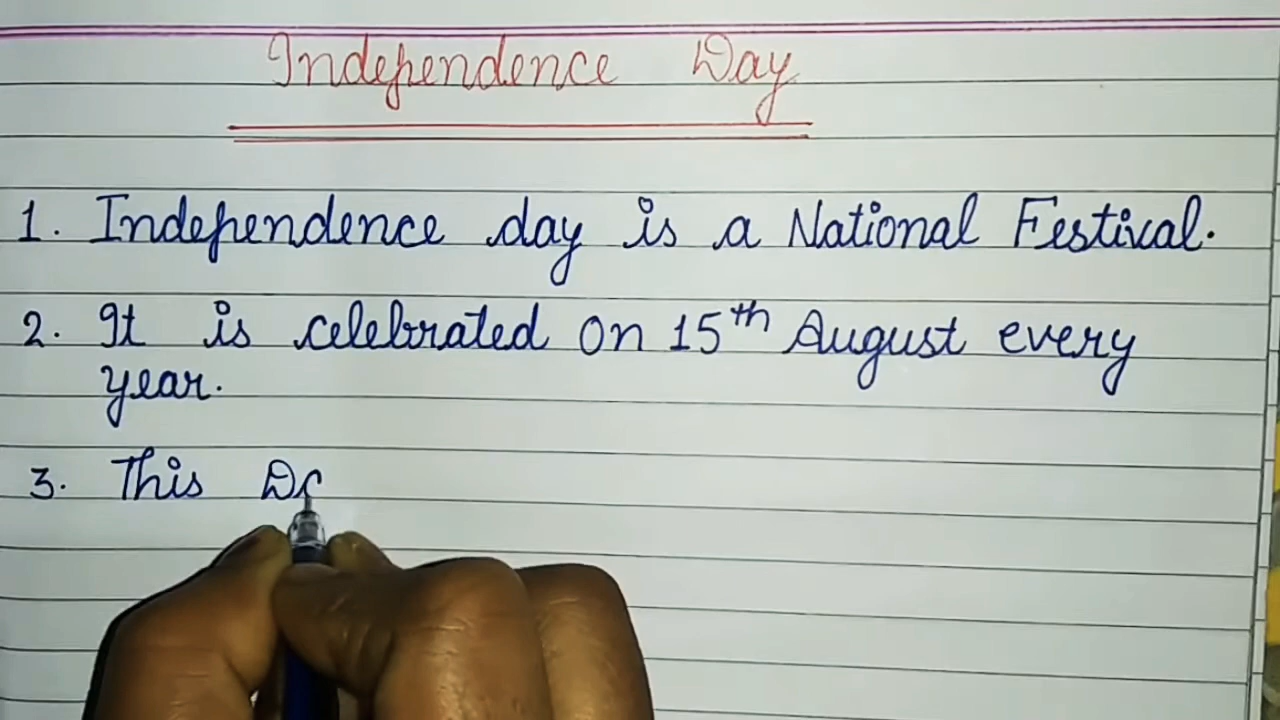 Independence Day
1. Independence day is a National Festival.
2. It is celebrated on 15th August every
year.
3. This